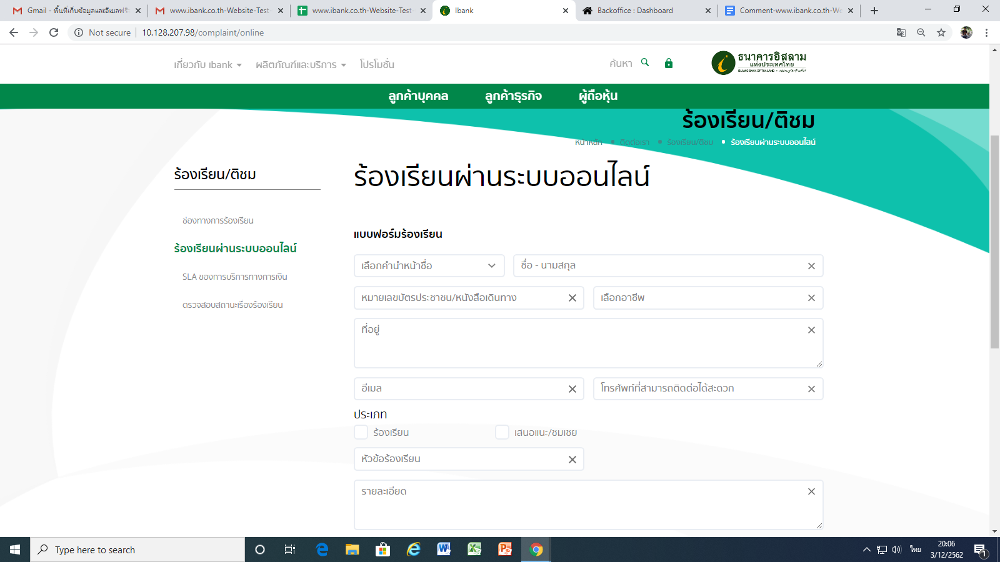 Gmail - พื้นที่เก็บข้อมูลและอีเมลฟรี
www.ibank.co.th-Website-Test-
www.ibank.co.th-Website-Test-
Ibank
Backoffice : Dashboard
Comment-www.ibank.co.th-We
Not secure
10.128.207.98/complaint/online
เกี่ยวกับ ibank
ผลิตภัณฑ์และบริการ
โปรโมชั่น
ค้นหา
ธนาคารอิสลาม
แห่งประเทศไทย
ISLAMIC BANK OF THAILAND
ลูกค้าบุคคล
ลูกค้าธุรกิจ
ผู้ถือหุ้น
ร้องเรียน/ติชม
หน้าหลัก
ติดต่อเรา
ร้องเรียน/ติชม
ร้องเรียนผ่านระบบออนไลน์
ร้องเรียน/ติชม
ช่องทางการร้องเรียน
ร้องเรียนผ่านระบบออนไลน์
SLA ของการบริการทางการเงิน
ตรวจสอบสถานะเรื่องร้องเรียน
ร้องเรียนผ่านระบบออนไลน์
แบบฟอร์มร้องเรียน
เลือกคำนำหน้าชื่อ
ชื่อ - นามสกุล
หมายเลขบัตรประชาชน/หนังสือเดินทาง
เลือกอาชีพ
ที่อยู่
อีเมล
โทรศัพท์ที่สามารถติดต่อได้สะดวก
ประเภท
ร้องเรียน
เสนอแนะ/ชมเชย
หัวข้อร้องเรียน
รายละเอียด
Type here to search
ไทย
20:06
3/12/2562
1